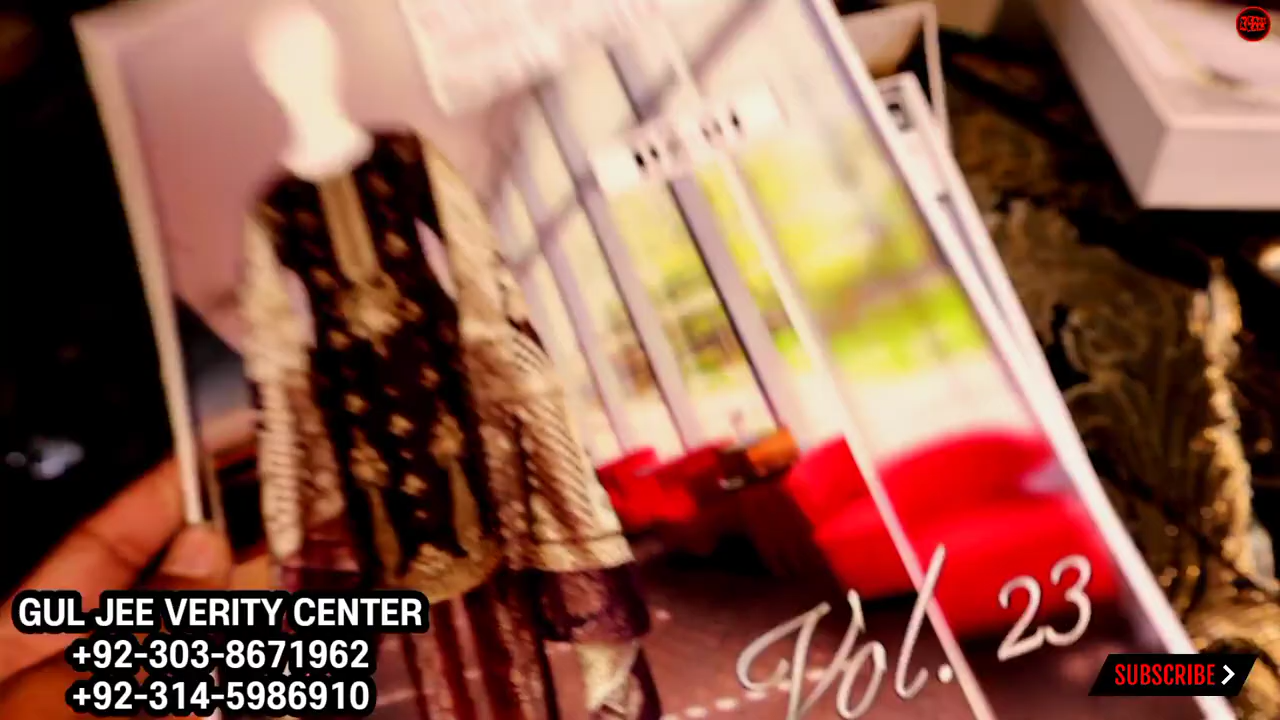 Vol. 23
GUL JEE VERITY CENTER
+92-303-8671962
+92-314-5986910
SUBSCRIBE